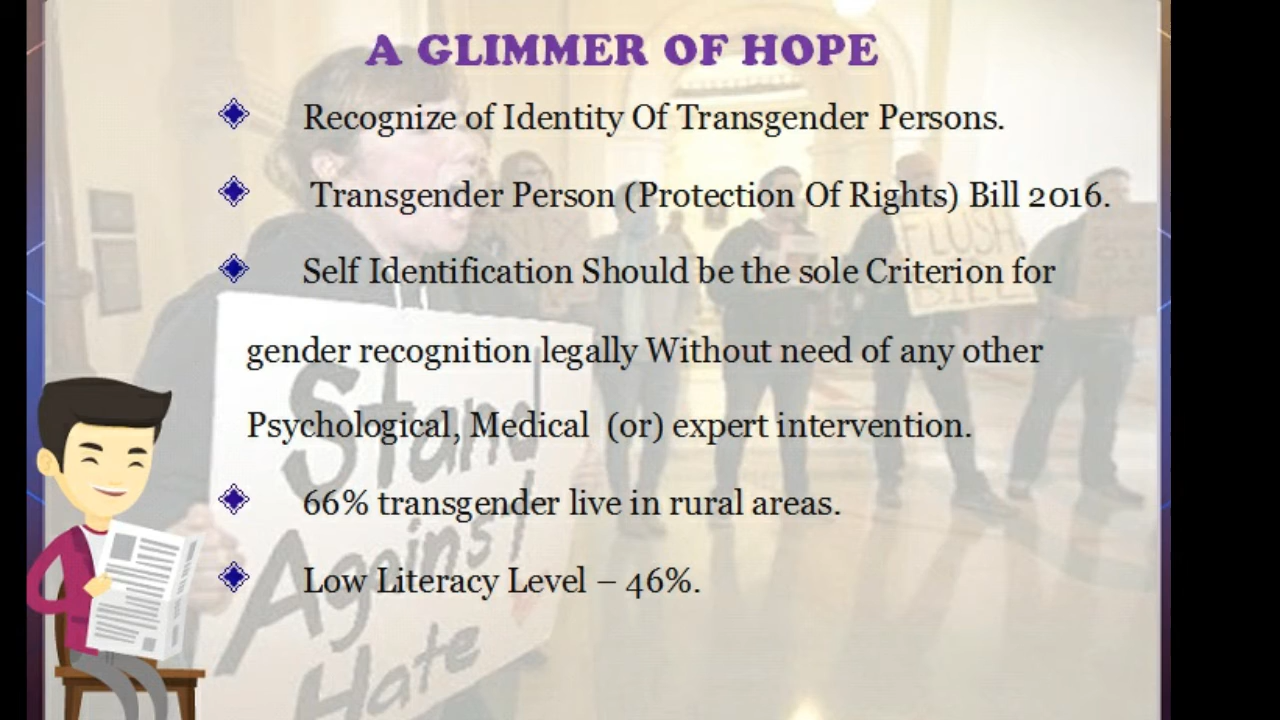 A GLIMMER OF HOPE
Recognize of Identity Of Transgender Persons.
Transgender Person (Protection Of Rights) Bill 2016.
Self Identification Should be the sole Criterion for
gender recognition legally Without need of any other
Psychological, Medical (or) expert intervention.
66% transgender live in rural areas.
Low Literacy Level – 46%.
Stand
Against
Hate
!
FLUSH
BILL